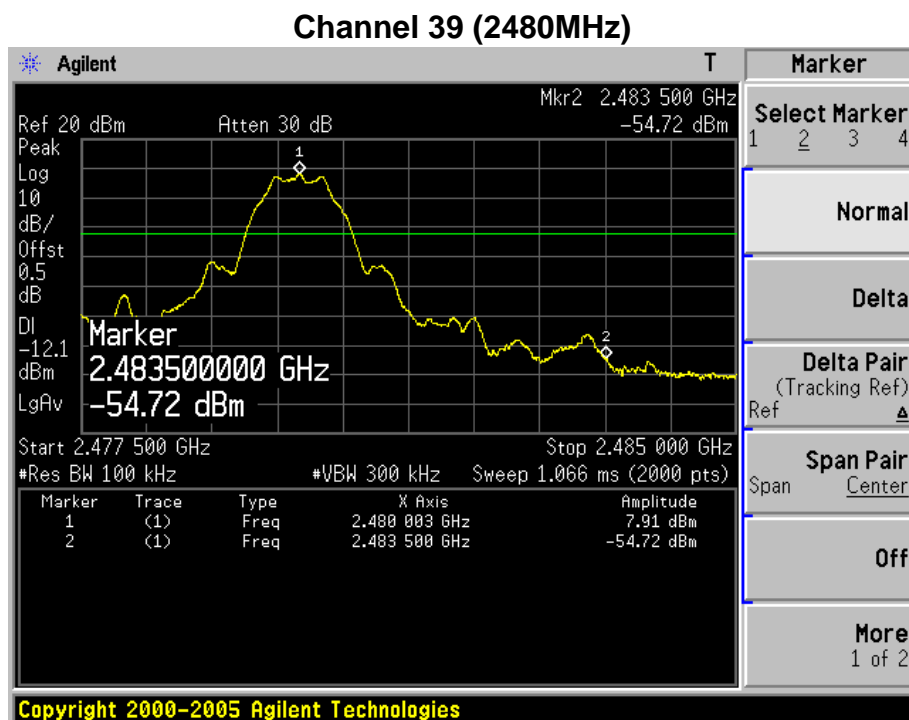 Channel 39 (2480MHz)
Agilent T Marker
Mkr2 2.483 500 GHz
Ref 20 dBm Atten 30 dB -54.72 dBm
Peak
Log
10
dB/
Offst
0.5
dB
DI
-12.1
dBm
LgAv
1
2
Marker
2.483500000 GHz
-54.72 dBm
Start 2.477 500 GHz Stop 2.485 000 GHz
#Res BW 100 kHz #VBW 300 kHz Sweep 1.066 ms (2000 pts)
Marker Trace Type X Axis Amplitude
1 (1) Freq 2.480 003 GHz 7.91 dBm
2 (1) Freq 2.483 500 GHz -54.72 dBm
Select Marker
1 2 3 4
Normal
Delta
Delta Pair
(Tracking Ref)
Ref Δ
Span Pair
Span Center
Off
More
1 of 2
Copyright 2000-2005 Agilent Technologies